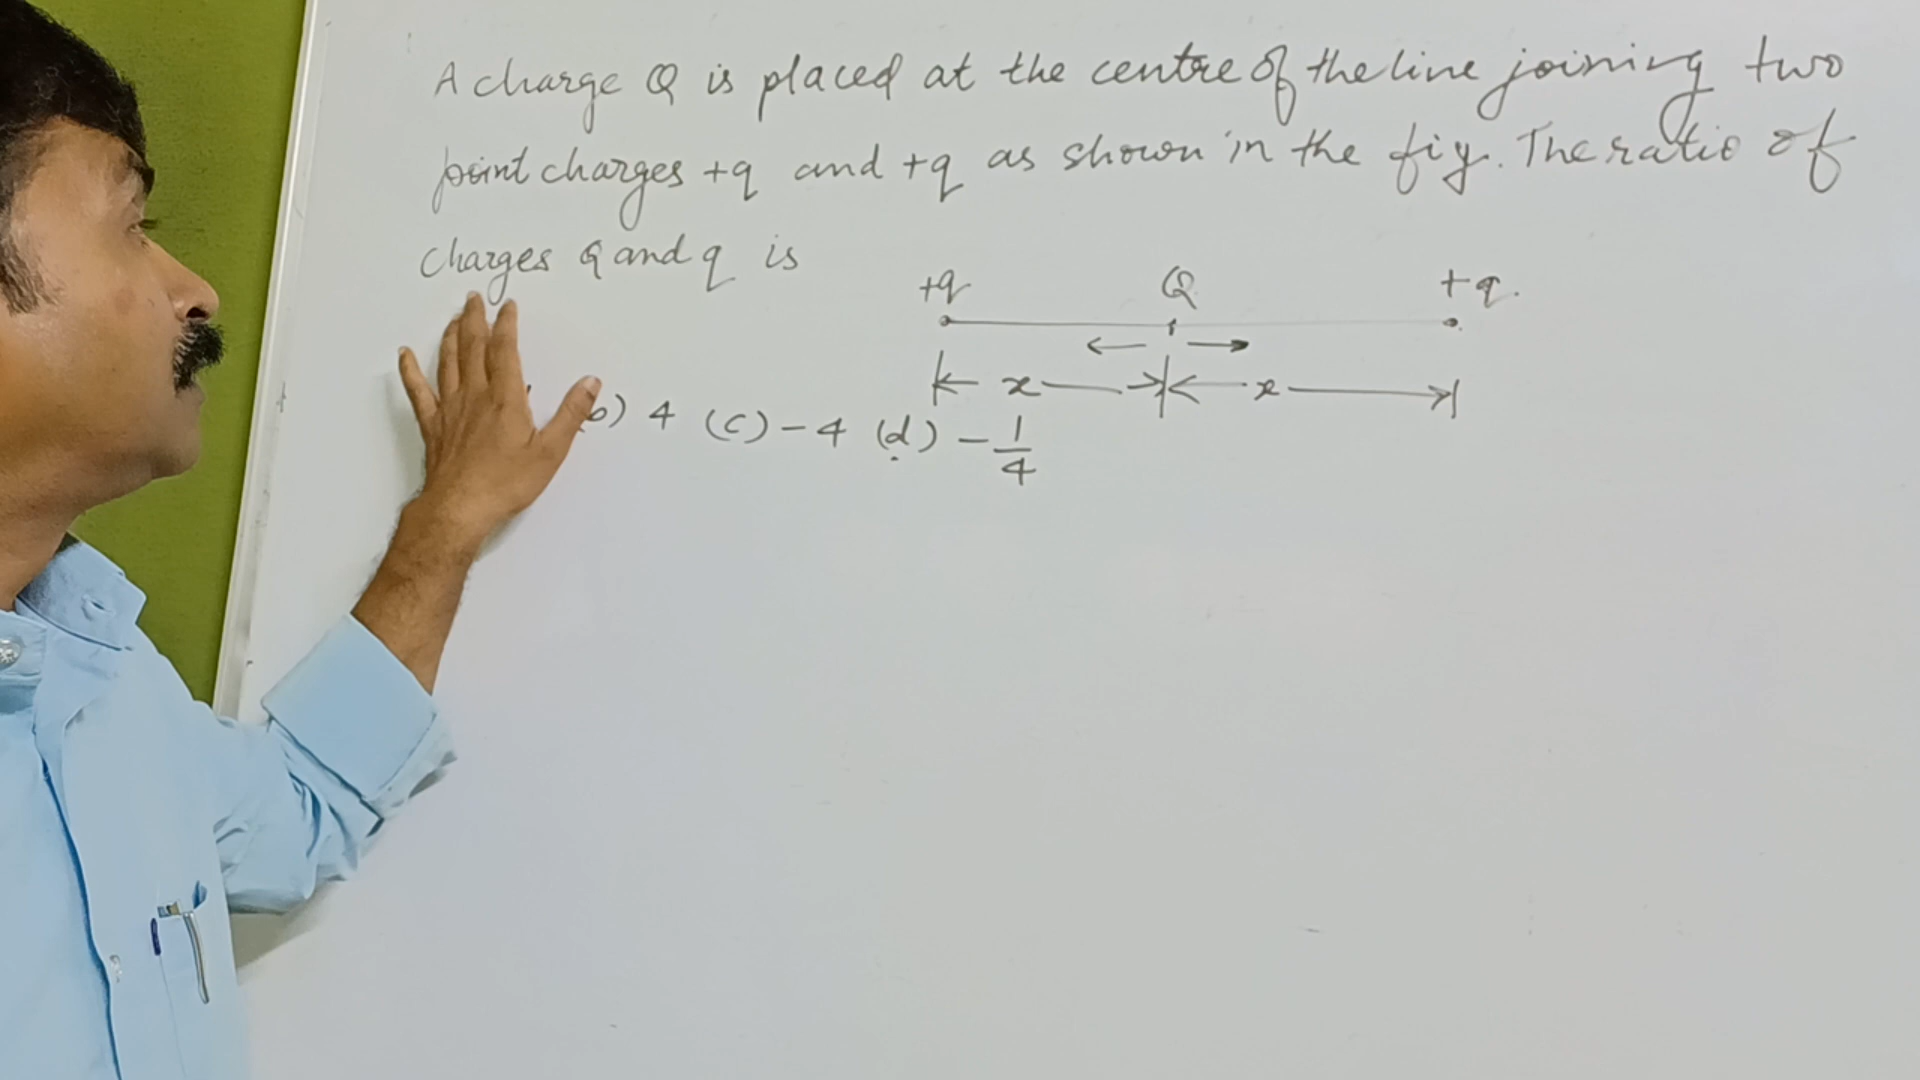 A charge Q is placed at the centre of the line joining two
point charges +q and +q as shown in the fig. The ratio of
charges Q and q is
+q Q +q.
x x
b) 4 (c) -4 (d) -1/4